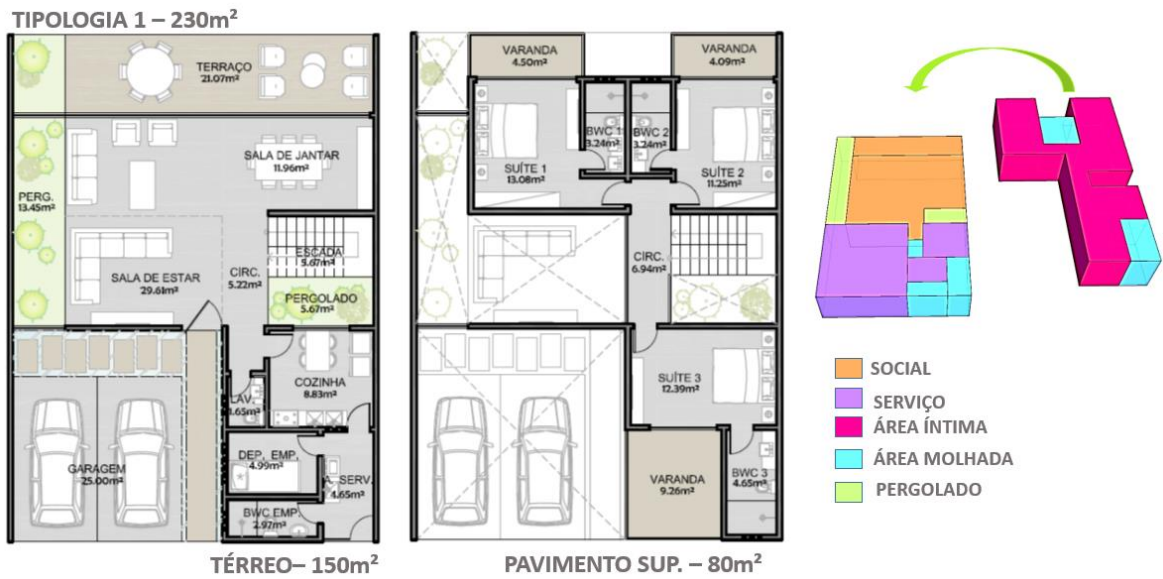 TIPOLOGIA 1 – 230m²
TERRAÇO
21.07m²
SALA DE JANTAR
11.96m²
PERG.
13.45m²
ESCADA
5.67m²
SALA DE ESTAR
29.61m²
CIRC.
5.22m²
PERGOLADO
5.67m²
COZINHA
8.83m²
LAV.
1.65m²
DEP. EMP.
4.99m²
GARAGEM
25.00m²
A. SERV.
4.65m²
BWC EMP.
2.97m²
TÉRREO– 150m²
VARANDA
4.50m²
VARANDA
4.09m²
BWC 1
3.24m²
BWC 2
3.24m²
SUÍTE 1
13.08m²
SUÍTE 2
11.25m²
CIRC.
6.94m²
SUÍTE 3
12.39m²
VARANDA
9.26m²
BWC 3
4.65m²
PAVIMENTO SUP. – 80m²
SOCIAL
SERVIÇO
ÁREA ÍNTIMA
ÁREA MOLHADA
PERGOLADO